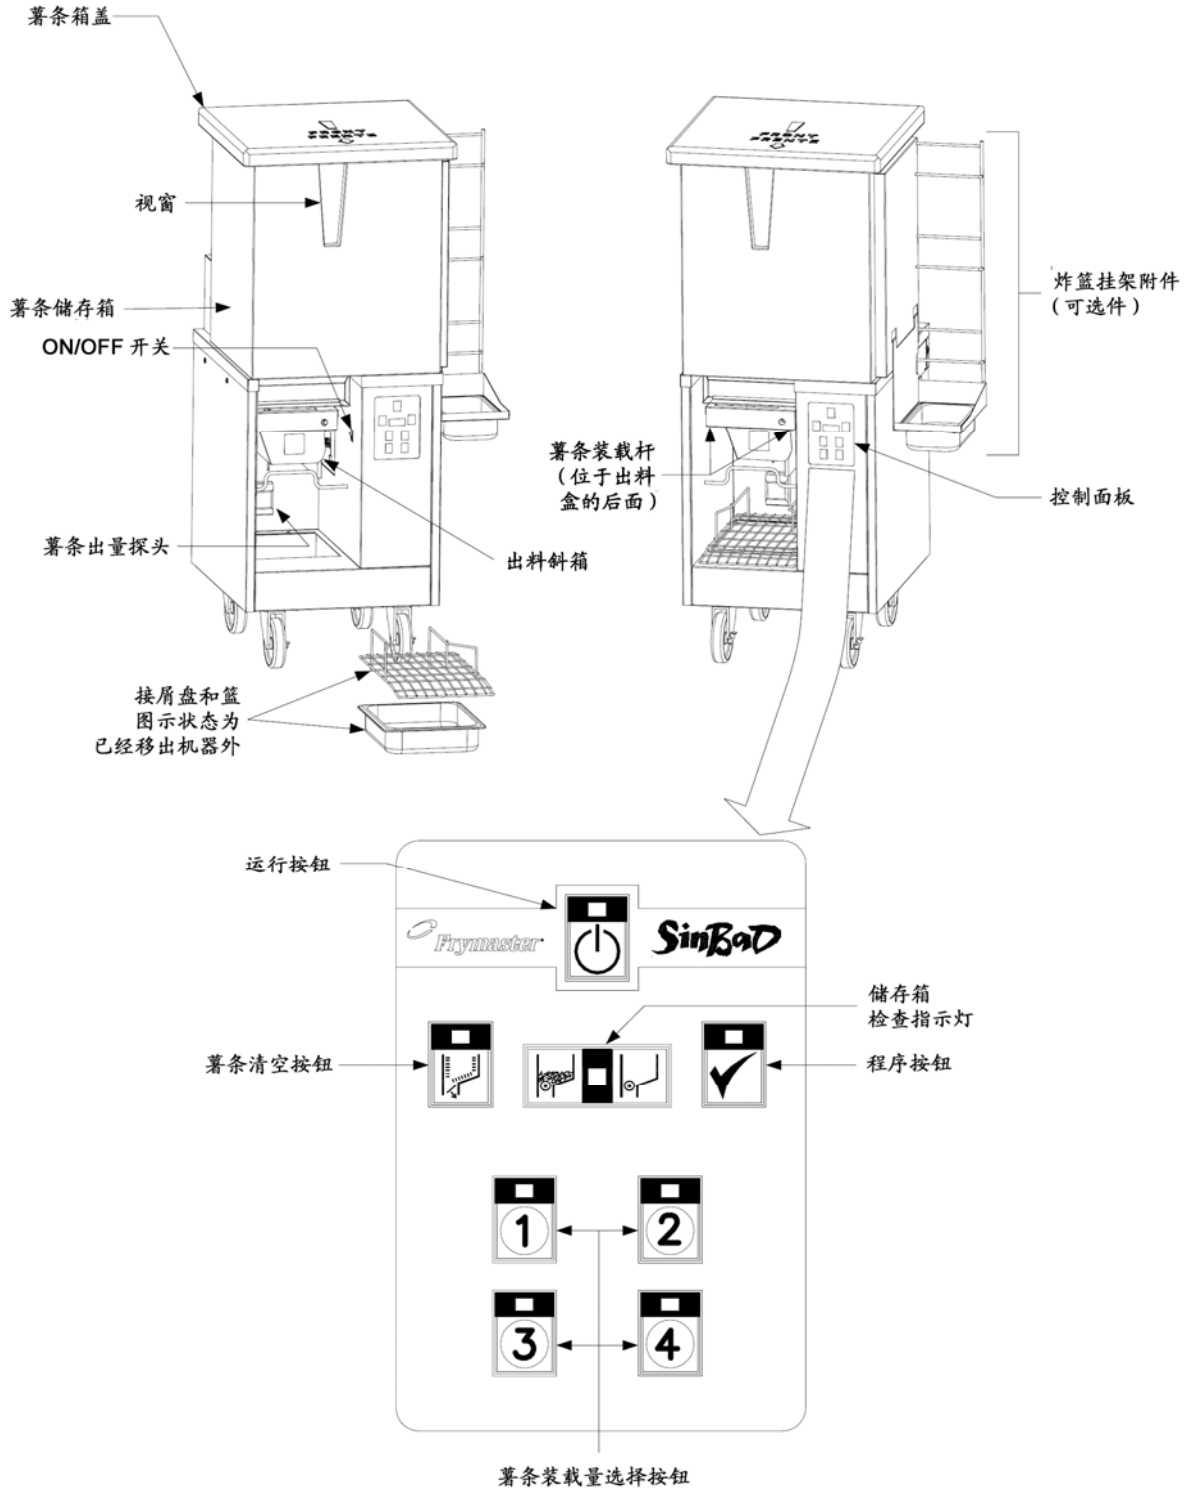 薯条箱盖
FRONT
FRENTE
FRONT
FRENTE
视窗
薯条储存箱
ON/OFF 开关
炸篮挂架附件
(可选件)
薯条装载杆
(位于出料
盒的后面)
控制面板
薯条出量探头
出料斜箱
接屑盘和篮
图示状态为
已经移出机器外
运行按钮
Frymaster
SinBaD
储存箱
检查指示灯
薯条清空按钮
程序按钮
1
2
3
4
薯条装载量选择按钮